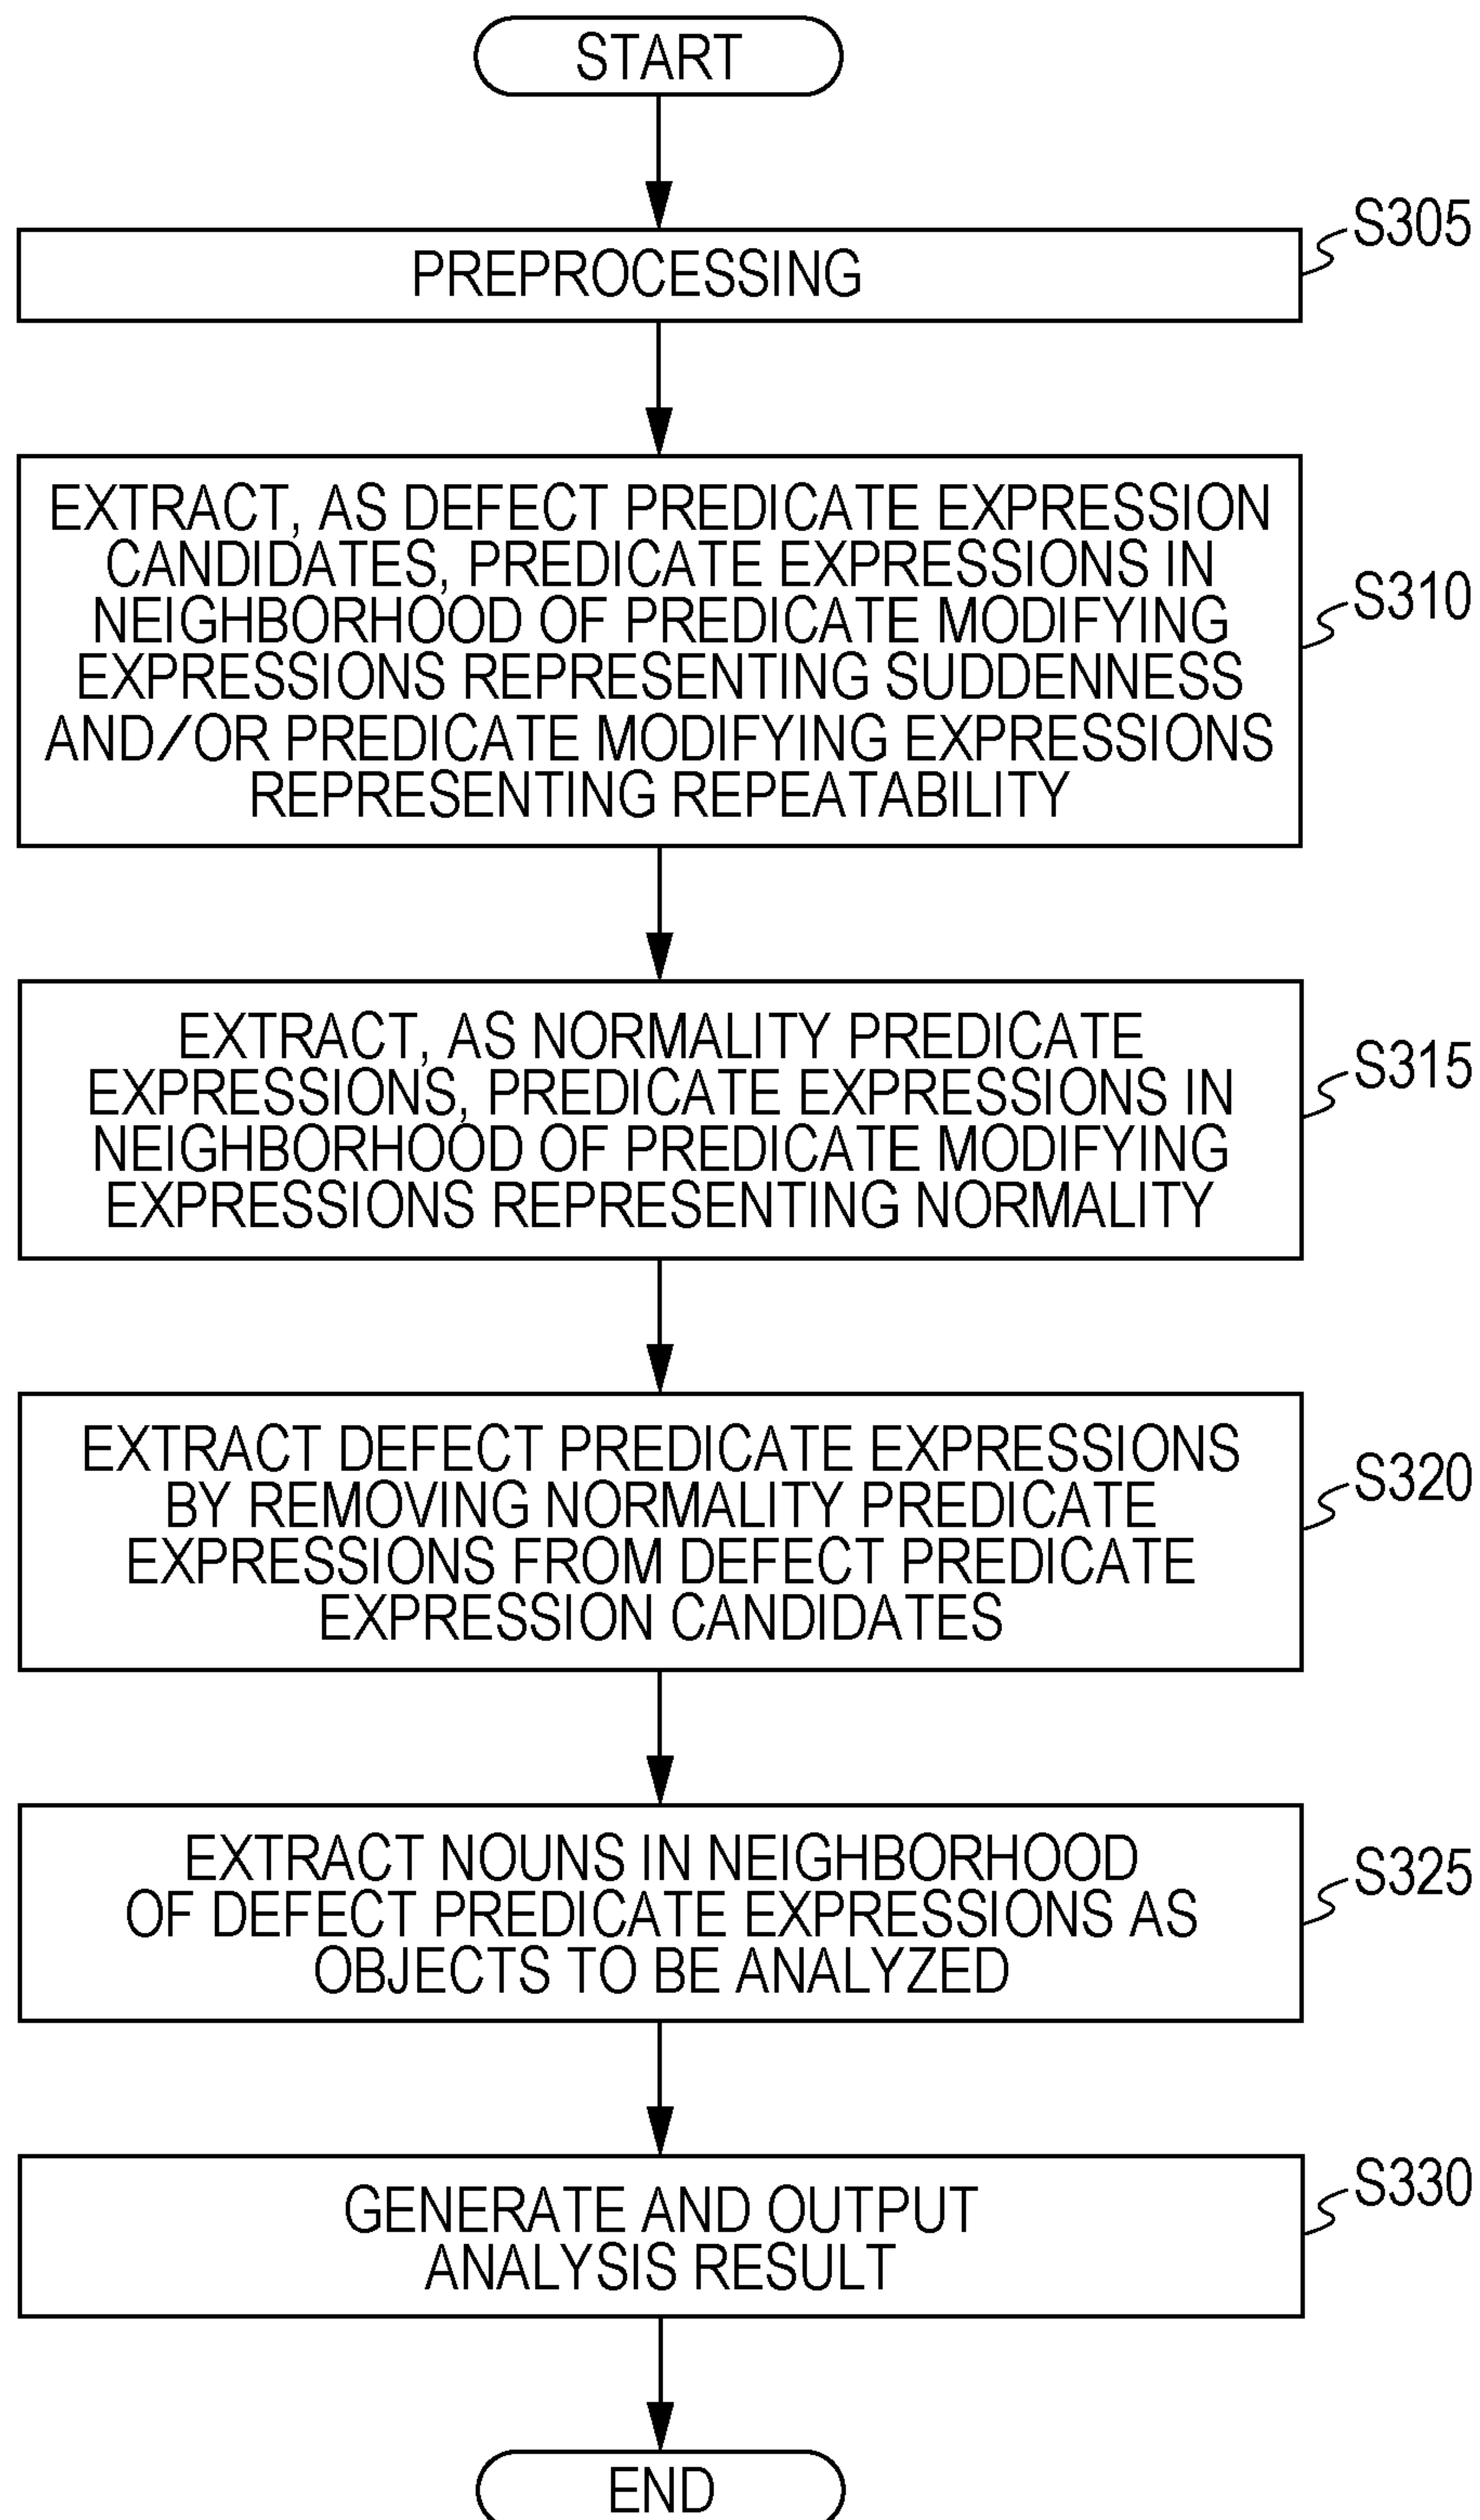 START
S305
PREPROCESSING
EXTRACT, AS DEFECT PREDICATE EXPRESSION
CANDIDATES, PREDICATE EXPRESSIONS IN
NEIGHBORHOOD OF PREDICATE MODIFYING
EXPRESSIONS REPRESENTING SUDDENNESS
AND/OR PREDICATE MODIFYING EXPRESSIONS
REPRESENTING REPEATABILITY
S310
EXTRACT, AS NORMALITY PREDICATE
EXPRESSIONS, PREDICATE EXPRESSIONS IN
NEIGHBORHOOD OF PREDICATE MODIFYING
EXPRESSIONS REPRESENTING NORMALITY
S315
EXTRACT DEFECT PREDICATE EXPRESSIONS
BY REMOVING NORMALITY PREDICATE
EXPRESSIONS FROM DEFECT PREDICATE
EXPRESSION CANDIDATES
S320
EXTRACT NOUNS IN NEIGHBORHOOD
OF DEFECT PREDICATE EXPRESSIONS AS
OBJECTS TO BE ANALYZED
S325
GENERATE AND OUTPUT
ANALYSIS RESULT
S330
END